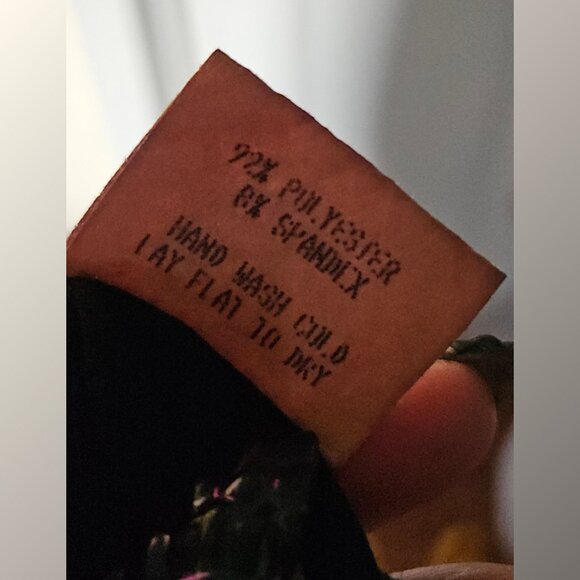 92% POLYESTER
8% SPANDEX
HAND WASH COLD
LAY FLAT TO DRY